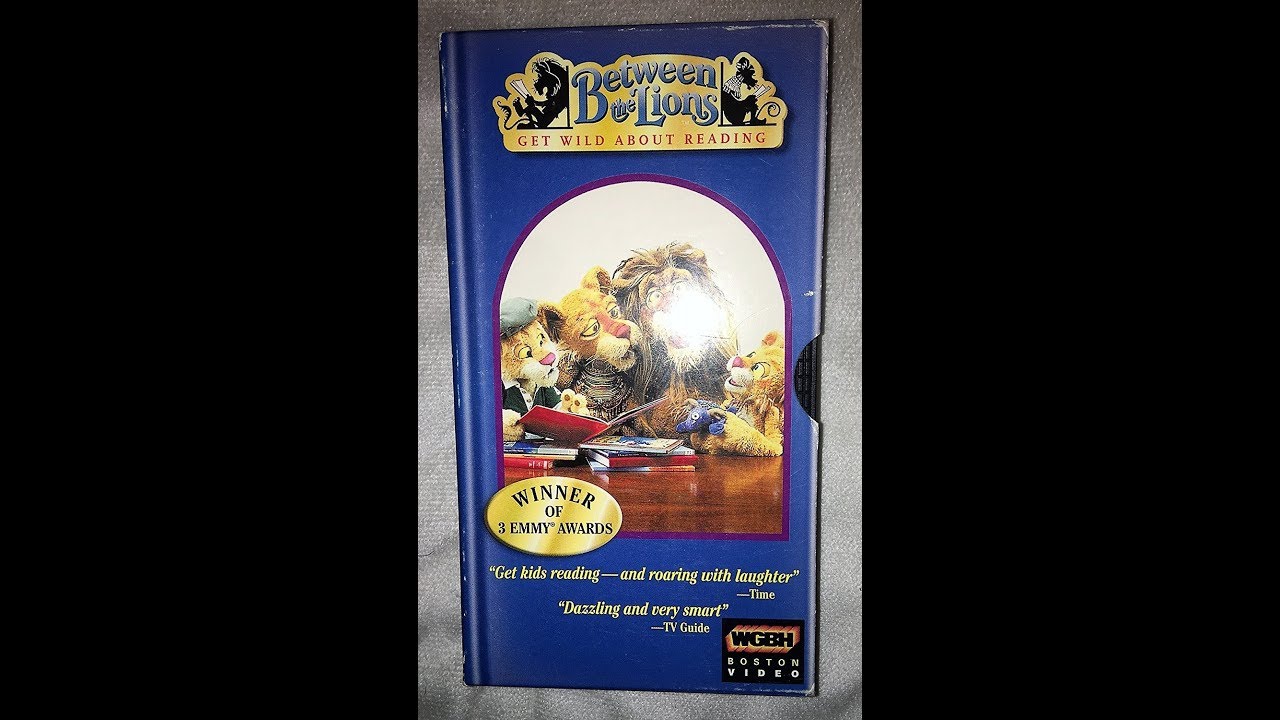 Between
the Lions
GET WILD ABOUT READING
WINNER
OF
3 EMMY® AWARDS
“Get kids reading—and roaring with laughter”
—Time
“Dazzling and very smart”
—TV Guide
WGBH
BOSTON
VIDEO